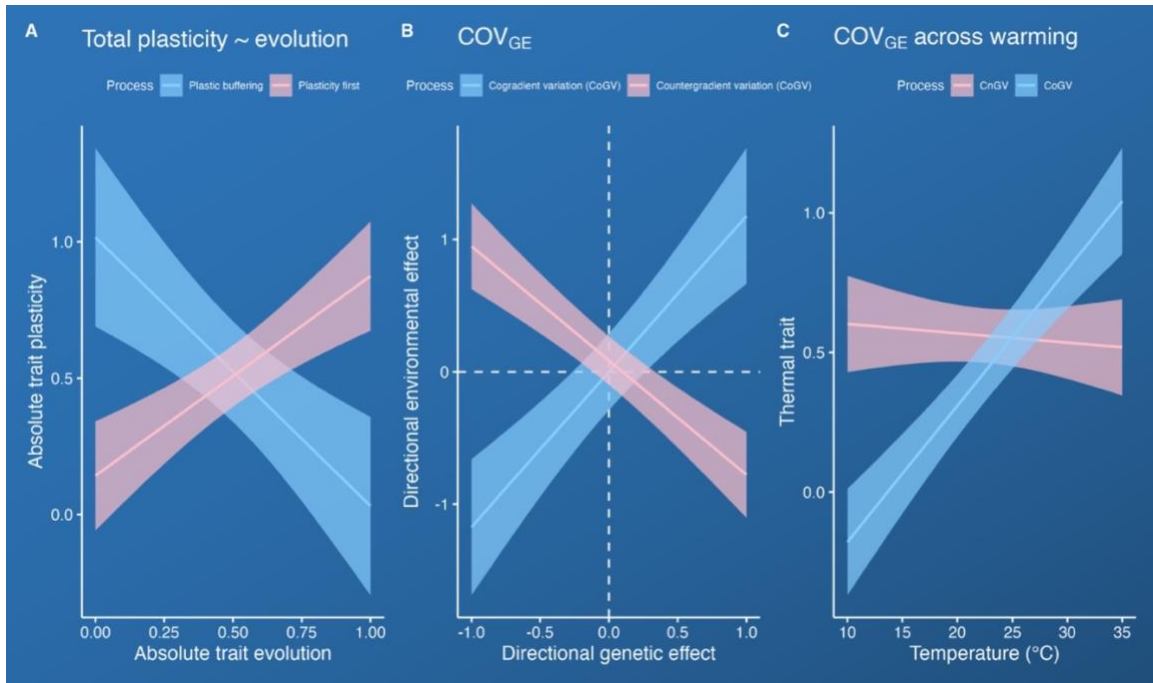 A Total plasticity ~ evolution
Process Plastic buffering Plasticity first
Absolute trait plasticity
1.0
0.5
0.0
0.00 0.25 0.50 0.75 1.00
Absolute trait evolution
B COVGE
Process Cogradient variation (CoGV) Countergradient variation (CoGV)
Directional environmental effect
1
0
-1
-1.0 -0.5 0.0 0.5 1.0
Directional genetic effect
C COVGE across warming
Process CnGV CoGV
Thermal trait
1.0
0.5
0.0
10 15 20 25 30 35
Temperature (°C)